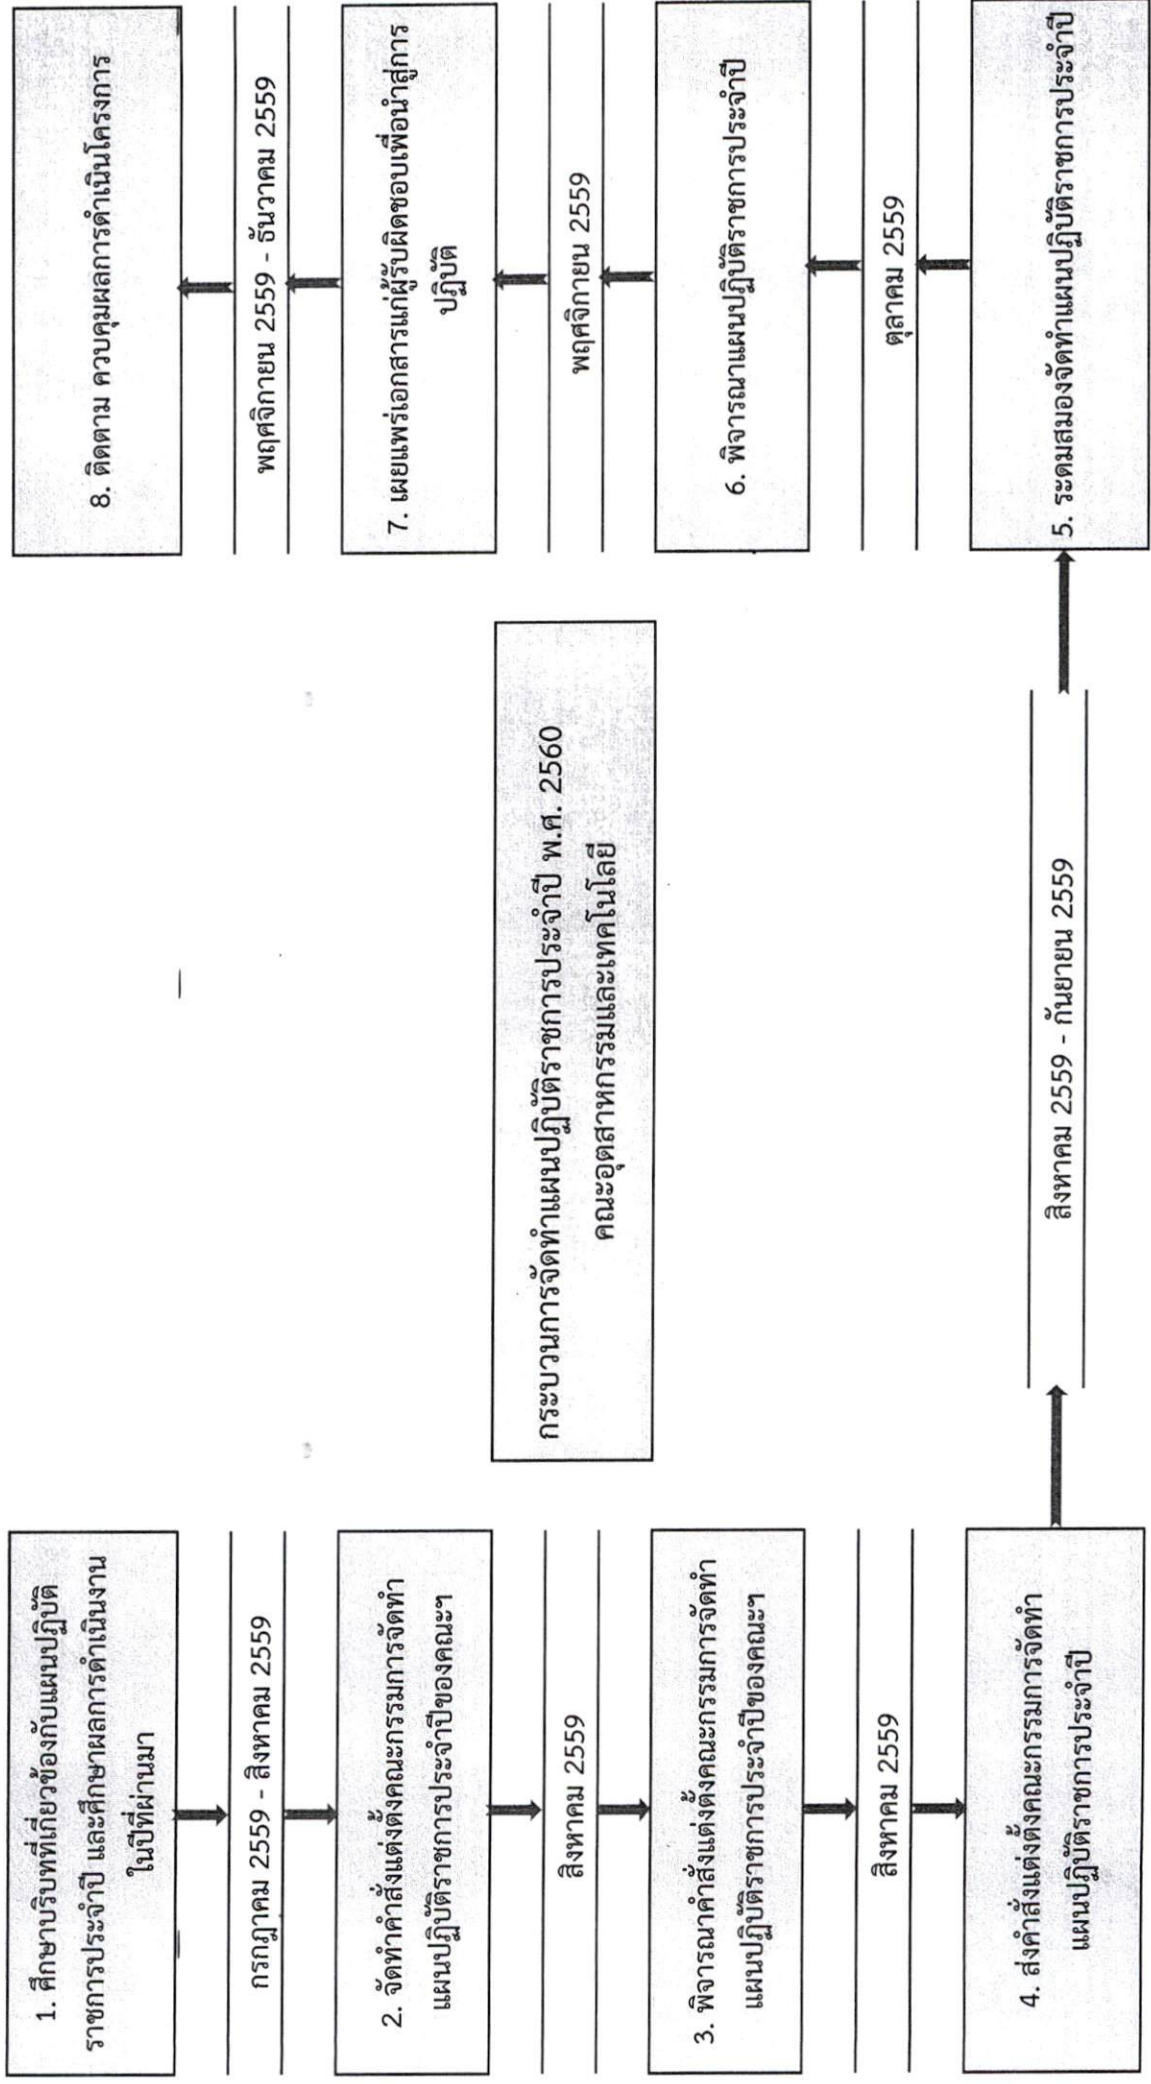 1. ศึกษาบริบทที่เกี่ยวข้องกับแผนปฏิบัติ
ราชการประจำปี และศึกษาผลการดำเนินงาน
ในปีที่ผ่านมา
กรกฎาคม 2559 - สิงหาคม 2559
2. จัดทำคำสั่งแต่งตั้งคณะกรรมการจัดทำ
แผนปฏิบัติราชการประจำปีของคณะฯ
สิงหาคม 2559
3. พิจารณาคำสั่งแต่งตั้งคณะกรรมการจัดทำ
แผนปฏิบัติราชการประจำปีของคณะฯ
สิงหาคม 2559
4. ส่งคำสั่งแต่งตั้งคณะกรรมการจัดทำ
แผนปฏิบัติราชการประจำปี
กระบวนการจัดทำแผนปฏิบัติราชการประจำปี พ.ศ. 2560
คณะอุตสาหกรรมและเทคโนโลยี
สิงหาคม 2559 - กันยายน 2559
5. ระดมสมองจัดทำแผนปฏิบัติราชการประจำปี
ตุลาคม 2559
6. พิจารณาแผนปฏิบัติราชการประจำปี
พฤศจิกายน 2559
7. เผยแพร่เอกสารแก่ผู้รับผิดชอบเพื่อนำสู่การ
ปฏิบัติ
พฤศจิกายน 2559 - ธันวาคม 2559
8. ติดตาม ควบคุมผลการดำเนินโครงการ